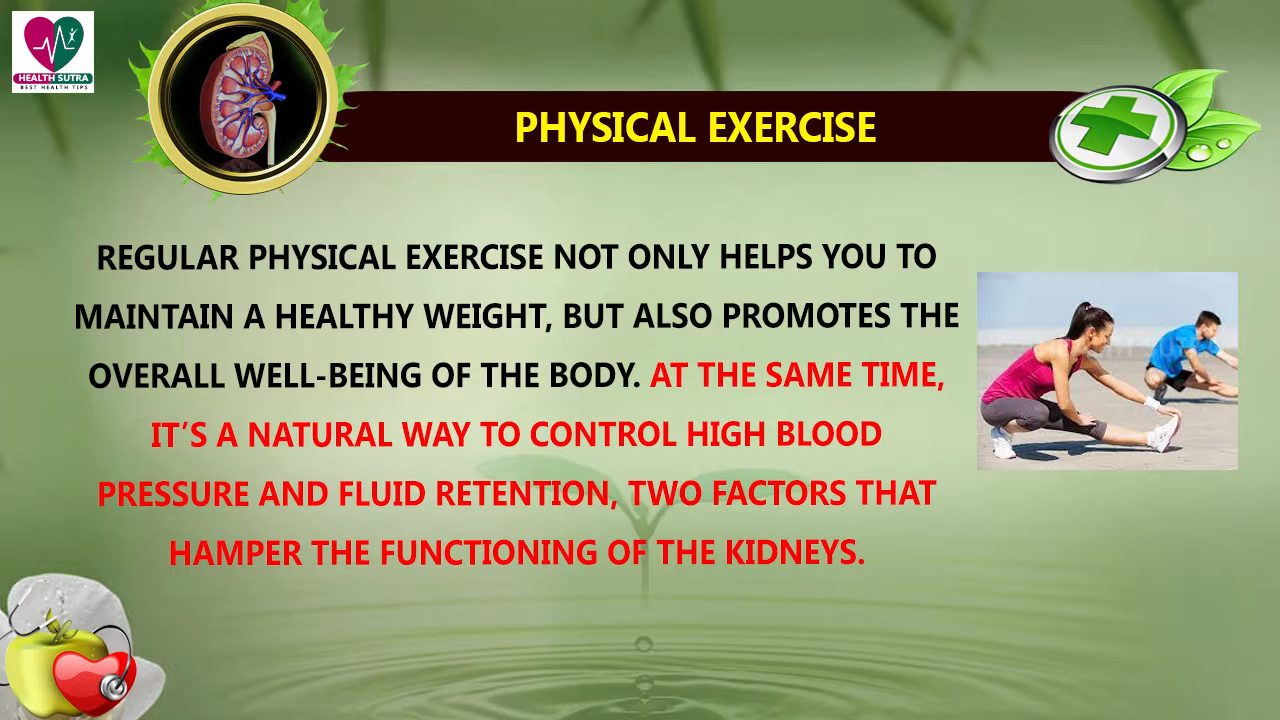 HEALTH SUTRA
BEST HEALTH TIPS
PHYSICAL EXERCISE
REGULAR PHYSICAL EXERCISE NOT ONLY HELPS YOU TO
MAINTAIN A HEALTHY WEIGHT, BUT ALSO PROMOTES THE
OVERALL WELL-BEING OF THE BODY. AT THE SAME TIME,
IT'S A NATURAL WAY TO CONTROL HIGH BLOOD
PRESSURE AND FLUID RETENTION, TWO FACTORS THAT
HAMPER THE FUNCTIONING OF THE KIDNEYS.